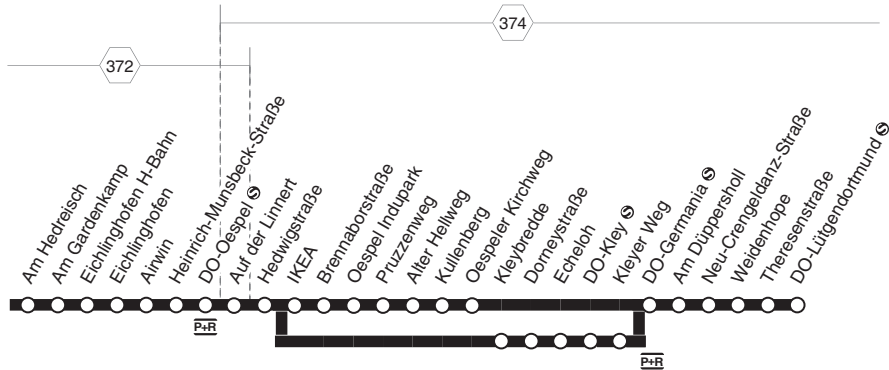 374
372
Am Hedreisch
Am Gardenkamp
Eichlinghofen H-Bahn
Eichlinghofen
Airwin
Heinrich-Munsbeck-Straße
DO-Oespel S
Auf der Linnert
Hedwigstraße
IKEA
Brennaborstraße
Oespel Indupark
Pruzzenweg
Alter Hellweg
Kullenberg
Oespeler Kirchweg
Kleybredde
Dorneystraße
Echeloh
DO-Kley S
Kleyer Weg
DO-Germania S
Am Düppersholl
Neu-Crengeldanz-Straße
Weidenhope
Theresenstraße
DO-Lütgendortmund S
P+R
P+R